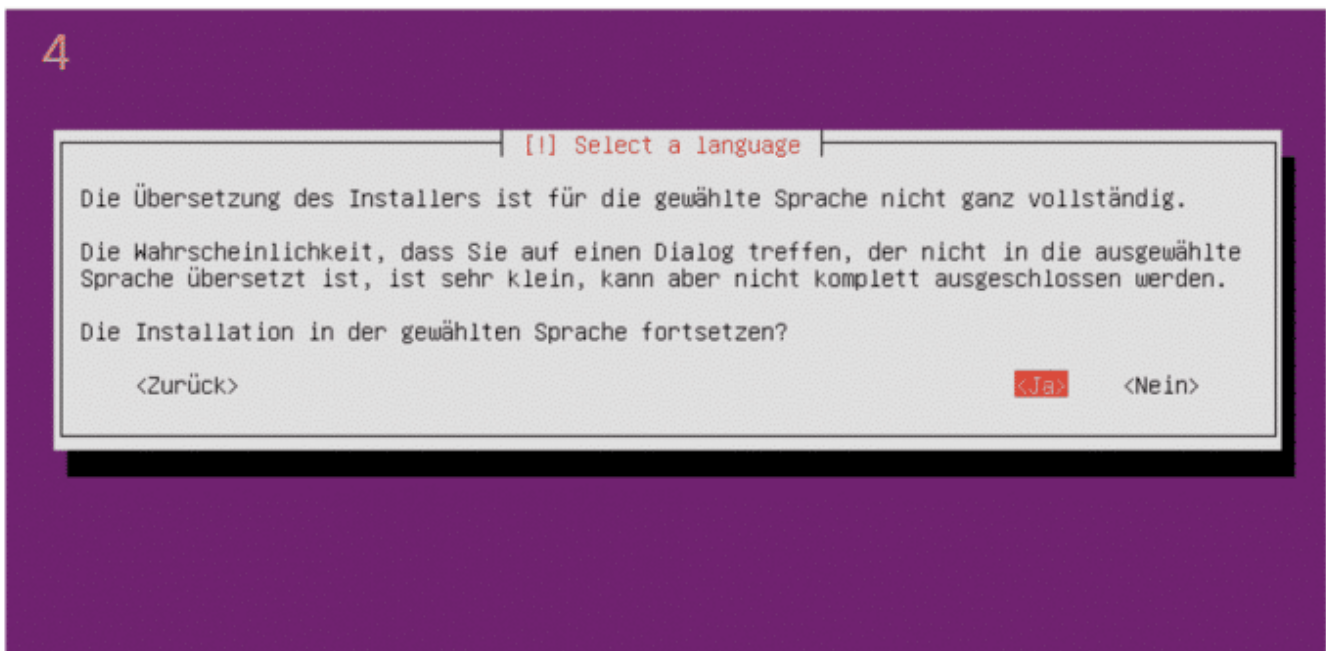 4
[!] Select a language
Die Übersetzung des Installers ist für die gewählte Sprache nicht ganz vollständig.
Die Wahrscheinlichkeit, dass Sie auf einen Dialog treffen, der nicht in die ausgewählte
Sprache übersetzt ist, ist sehr klein, kann aber nicht komplett ausgeschlossen werden.
Die Installation in der gewählten Sprache fortsetzen?
<Zurück> <Ja> <Nein>